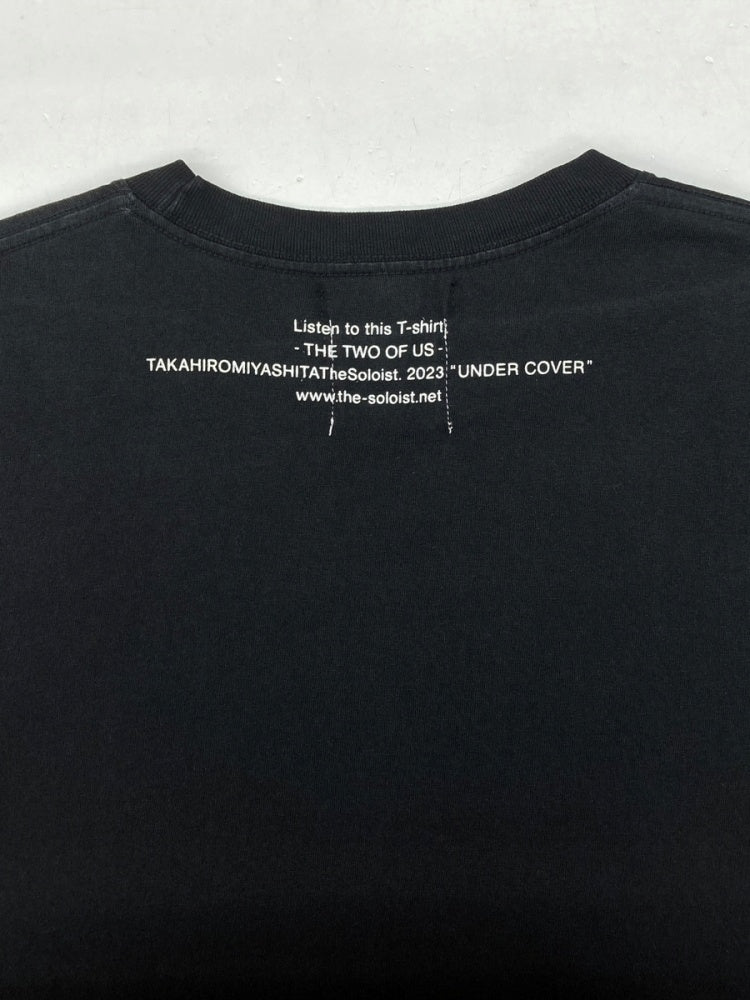 Listen to this T-shirt
- THE TWO OF US -
TAKAHIROMIYASHITATheSoloist. 2023 “UNDER COVER”
www.the-soloist.net